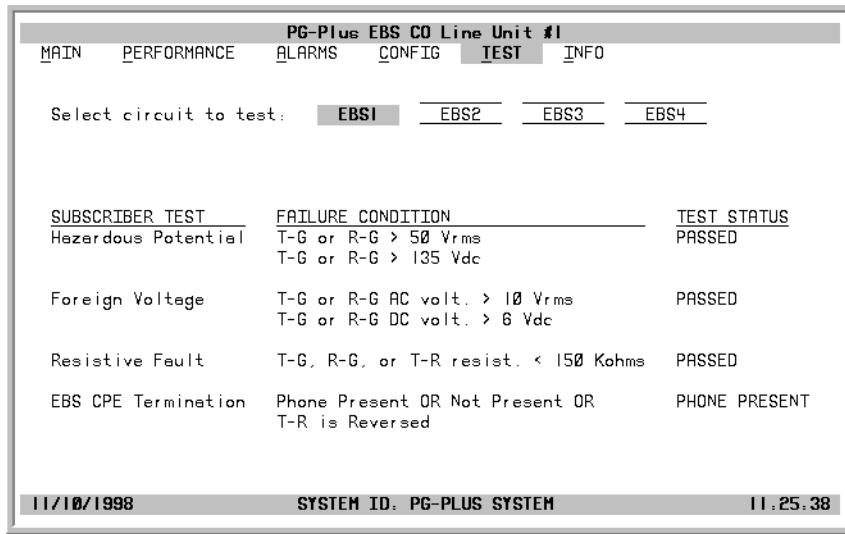 PG-Plus EBS CO Line Unit #1
MAIN PERFORMANCE ALARMS CONFIG TEST INFO
Select circuit to test: EBS1 EBS2 EBS3 EBS4
SUBSCRIBER TEST FAILURE CONDITION TEST STATUS
Hazardous Potential T-G or R-G > 50 Vrms PASSED
T-G or R-G > 135 Vdc
Foreign Voltage T-G or R-G AC volt. > 10 Vrms PASSED
T-G or R-G DC volt. > 6 Vdc
Resistive Fault T-G, R-G, or T-R resist. < 150 Kohms PASSED
EBS CPE Termination Phone Present OR Not Present OR PHONE PRESENT
T-R is Reversed
11/10/1998 SYSTEM ID: PG-PLUS SYSTEM 11:25:38